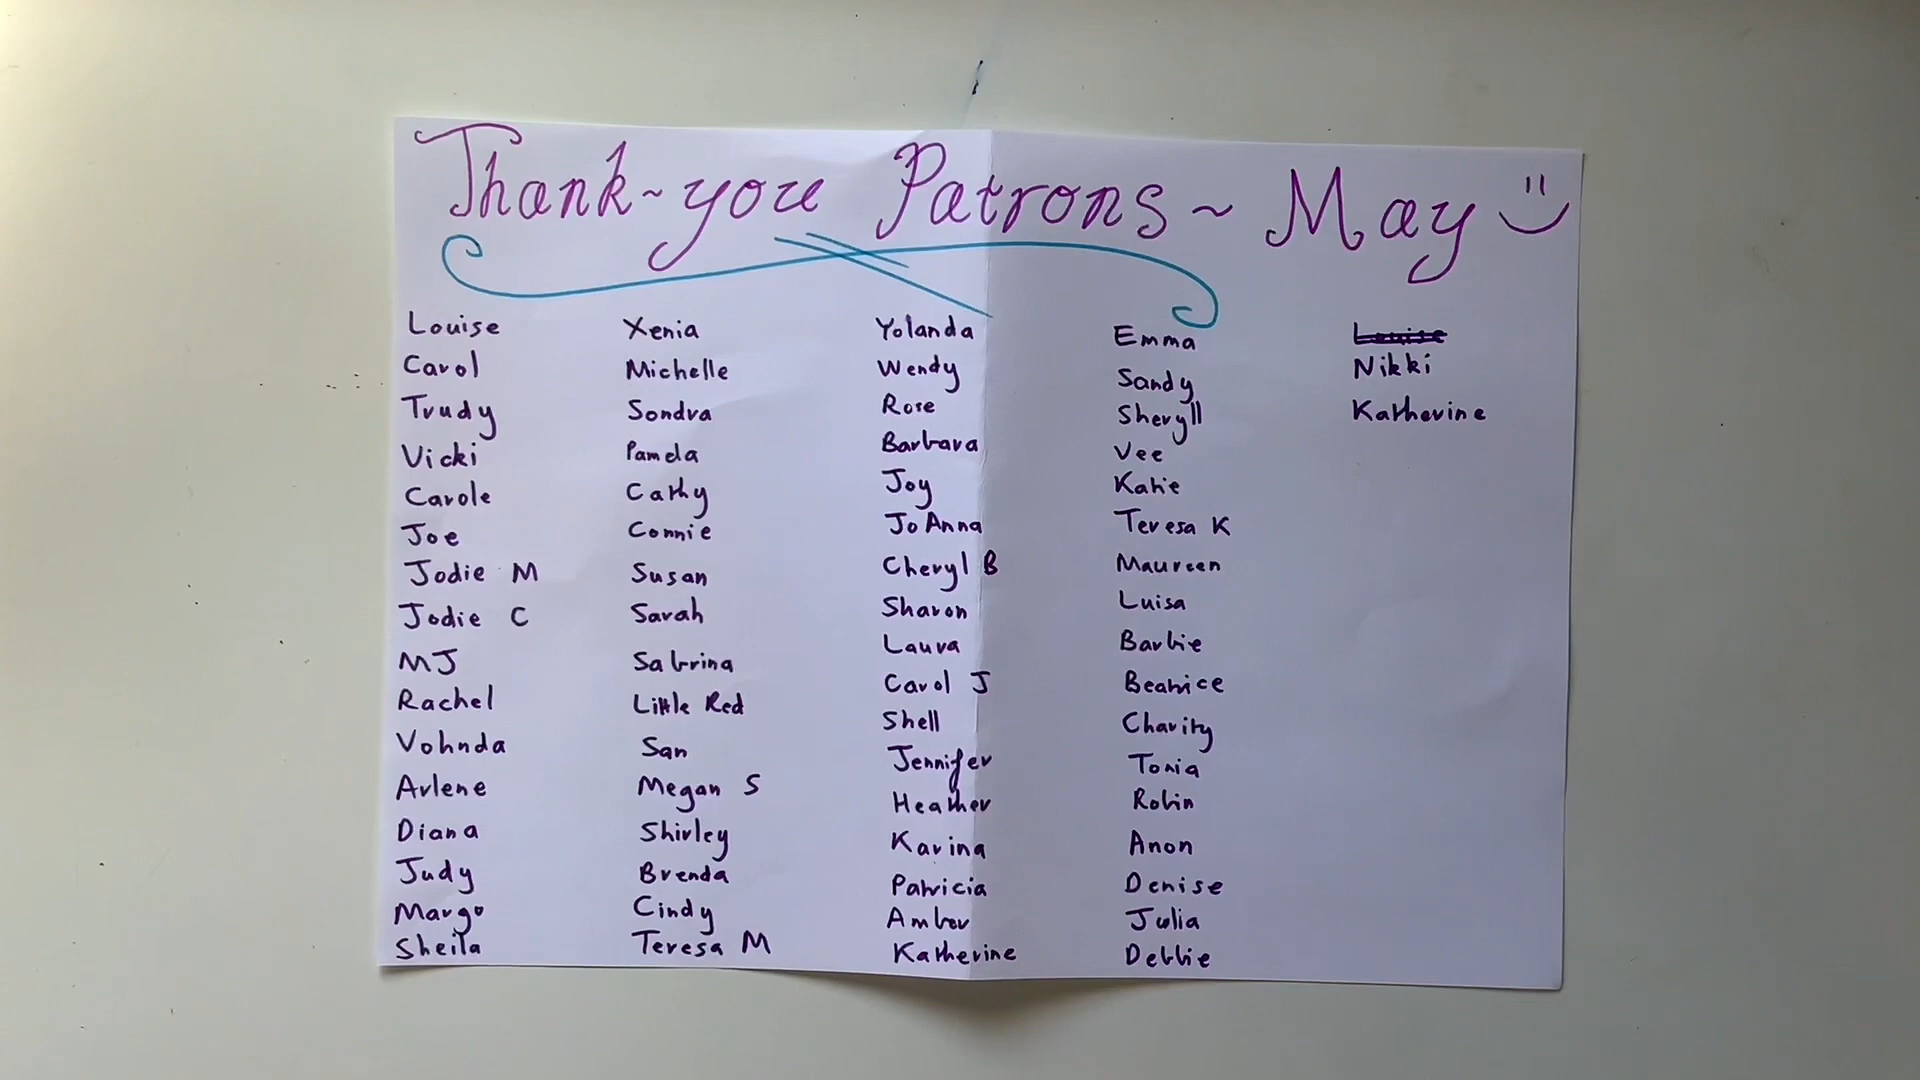 Thank~you Patrons~May
Louise
Carol
Trudy
Vicki
Carole
Joe
Jodie M
Jodie C
MJ
Rachel
Vohnda
Arlene
Diana
Judy
Margo
Sheila
Xenia
Michelle
Sondra
Pamela
Cathy
Connie
Susan
Sarah
Sabrina
Little Red
San
Megan S
Shirley
Brenda
Cindy
Teresa M
Yolanda
Wendy
Rose
Barbara
Joy
JoAnna
Cheryl B
Sharon
Laura
Carol J
Shell
Jennifer
Heather
Karina
Patricia
Amber
Katherine
Emma
Sandy
Sheryll
Vee
Katie
Teresa K
Maureen
Luisa
Barbie
Beatrice
Charity
Tonia
Robin
Anon
Denise
Julia
Debbie
Louise
Nikki
Katherine